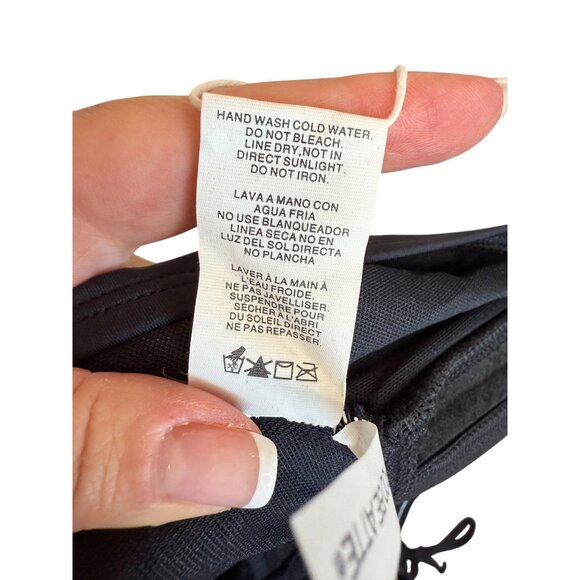 HAND WASH COLD WATER.
DO NOT BLEACH.
LINE DRY,NOT IN
DIRECT SUNLIGHT.
DO NOT IRON.
LAVA A MANO CON
AGUA FRIA
NO USE BLANQUEADOR
LINEA SECA NO EN
LUZ DEL SOL DIRECTA
NO PLANCHA
LAVER À LA MAIN À
L'EAU FROIDE.
NE PAS JAVELLISER.
SUSPENDRE POUR
SÉCHER À L'ABRI
DU SOLEIL DIRECT
NE PAS REPASSER.